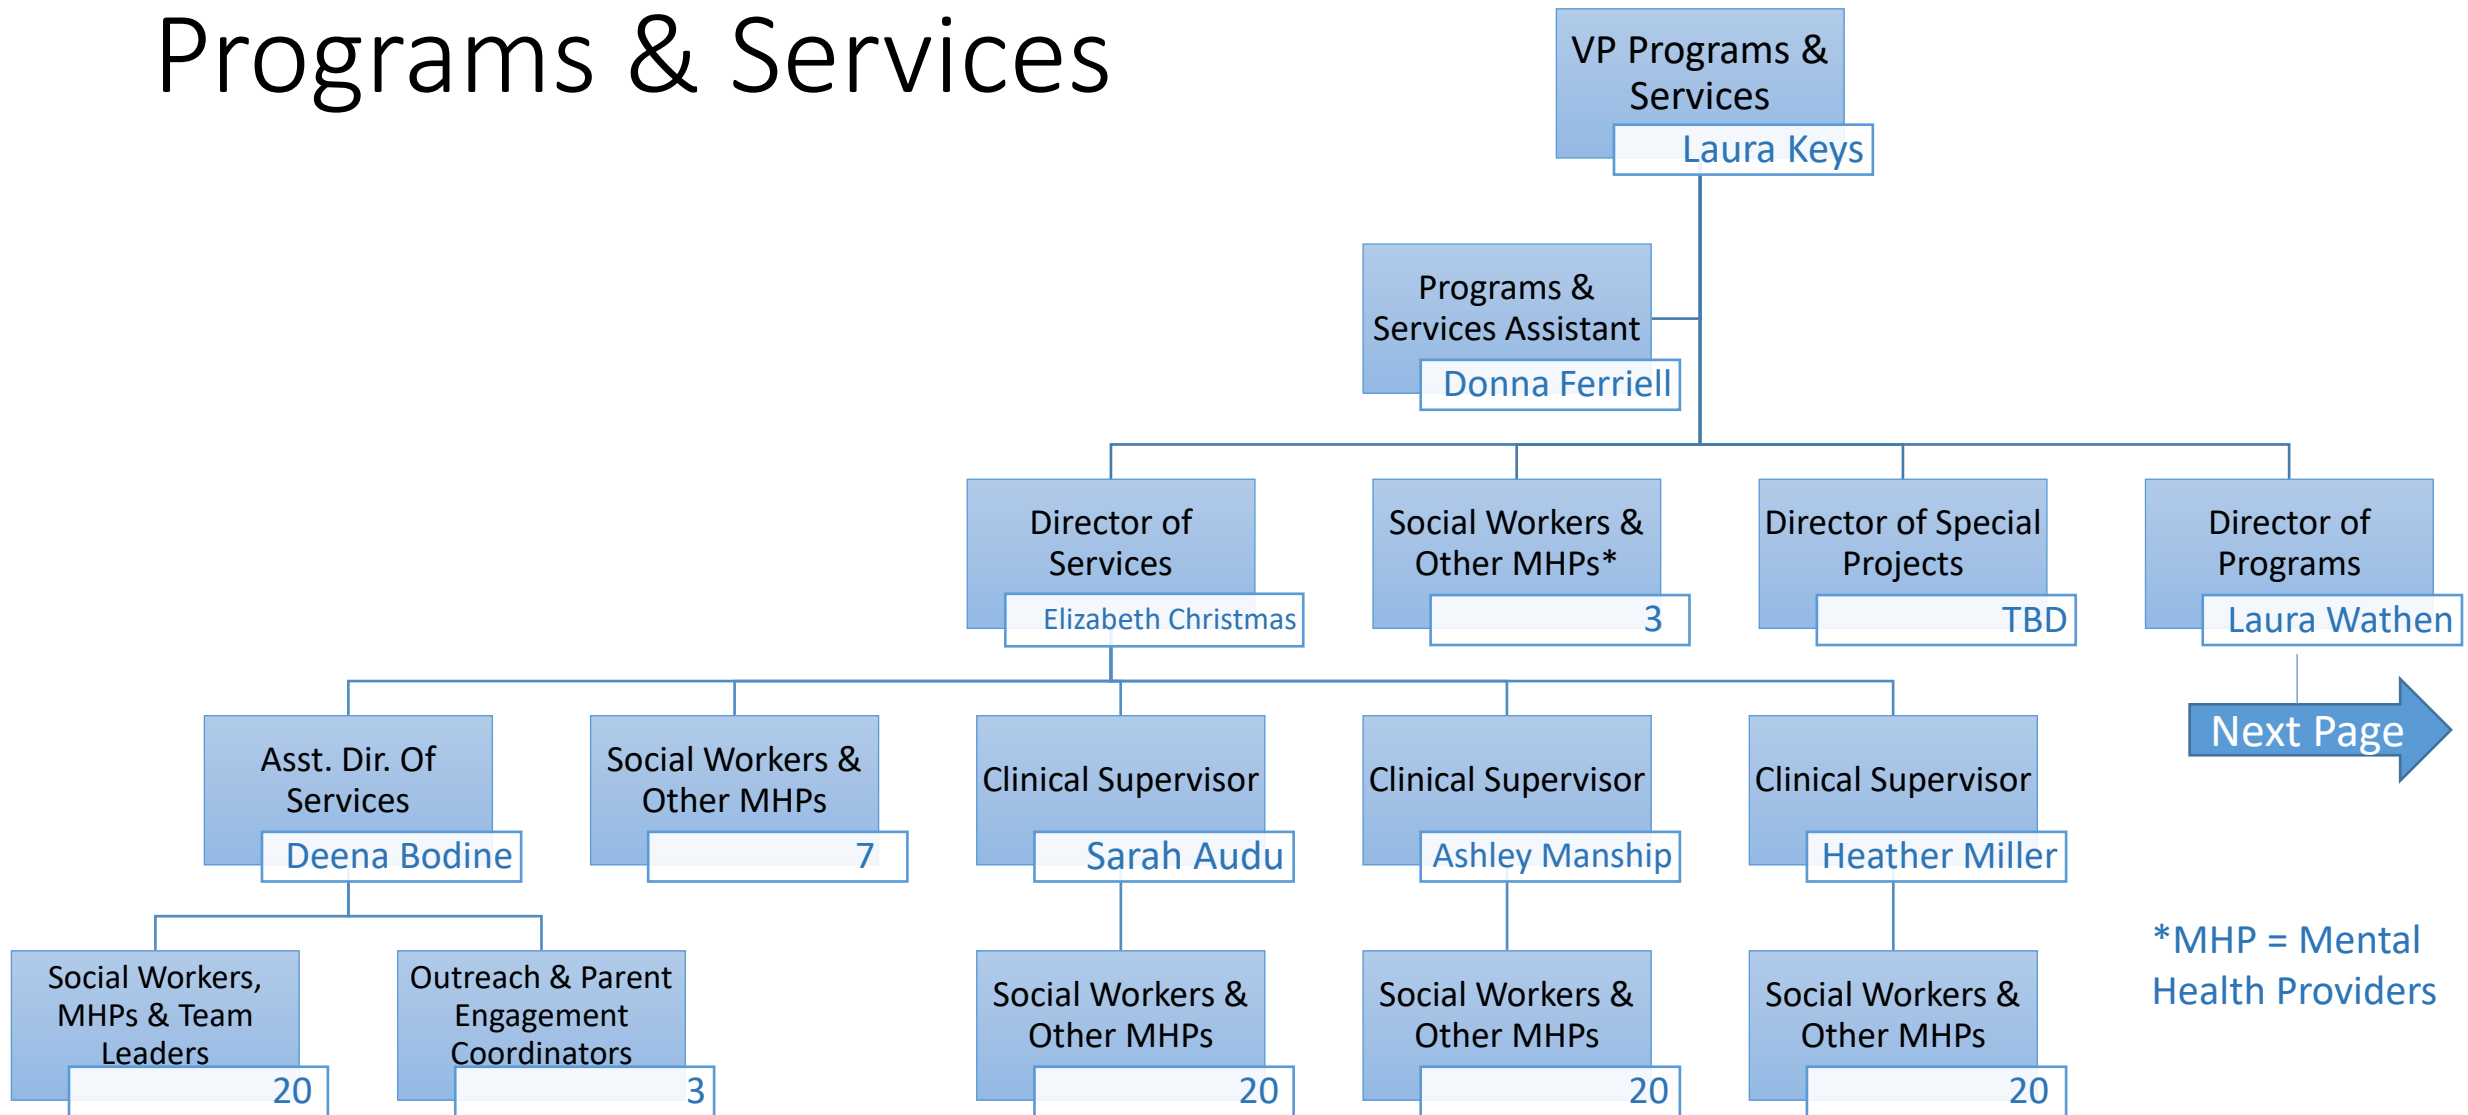 Programs & Services
VP Programs &
Services
Laura Keys
Programs &
Services Assistant
Donna Ferriell
Director of
Services
Elizabeth Christmas
Social Workers &
Other MHPs*
3
Director of Special
Projects
TBD
Director of
Programs
Laura Wathen
Next Page
Asst. Dir. Of
Services
Deena Bodine
Social Workers &
Other MHPs
7
Clinical Supervisor
Sarah Audu
Clinical Supervisor
Ashley Manship
Clinical Supervisor
Heather Miller
Social Workers,
MHPs & Team
Leaders
20
Outreach & Parent
Engagement
Coordinators
3
Social Workers &
Other MHPs
20
Social Workers &
Other MHPs
20
Social Workers &
Other MHPs
20
*MHP = Mental
Health Providers